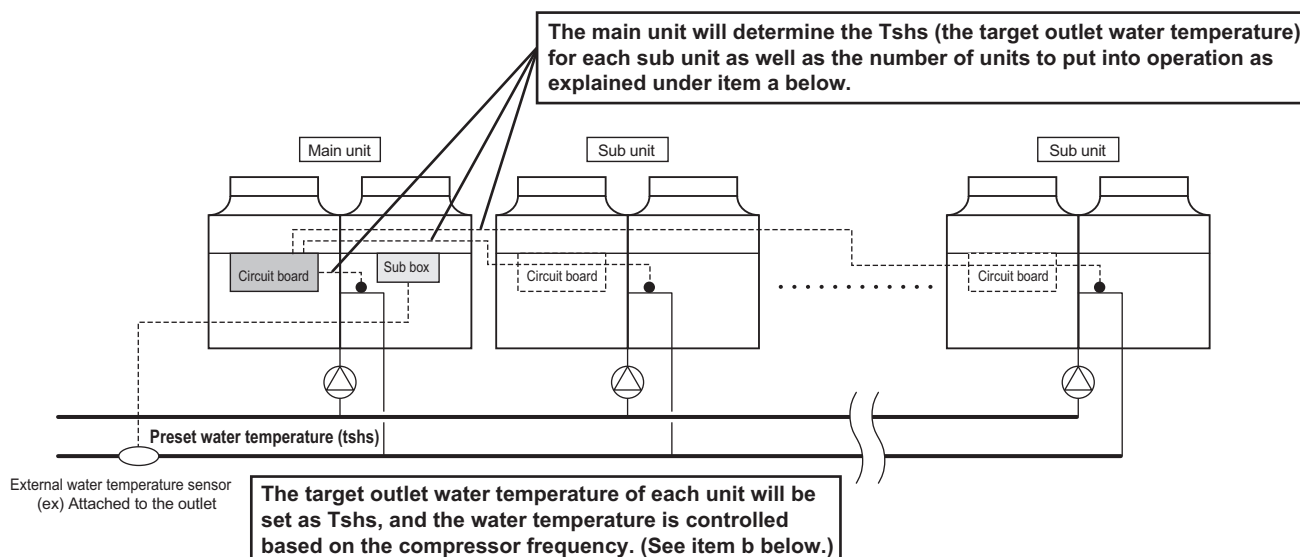 The main unit will determine the Tshs (the target outlet water temperature)
for each sub unit as well as the number of units to put into operation as
explained under item a below.
Main unit
Sub unit
Sub unit
Circuit board
Sub box
Circuit board
Circuit board
Preset water temperature (tshs)
External water temperature sensor
(ex) Attached to the outlet
The target outlet water temperature of each unit will be
set as Tshs, and the water temperature is controlled
based on the compressor frequency. (See item b below.)